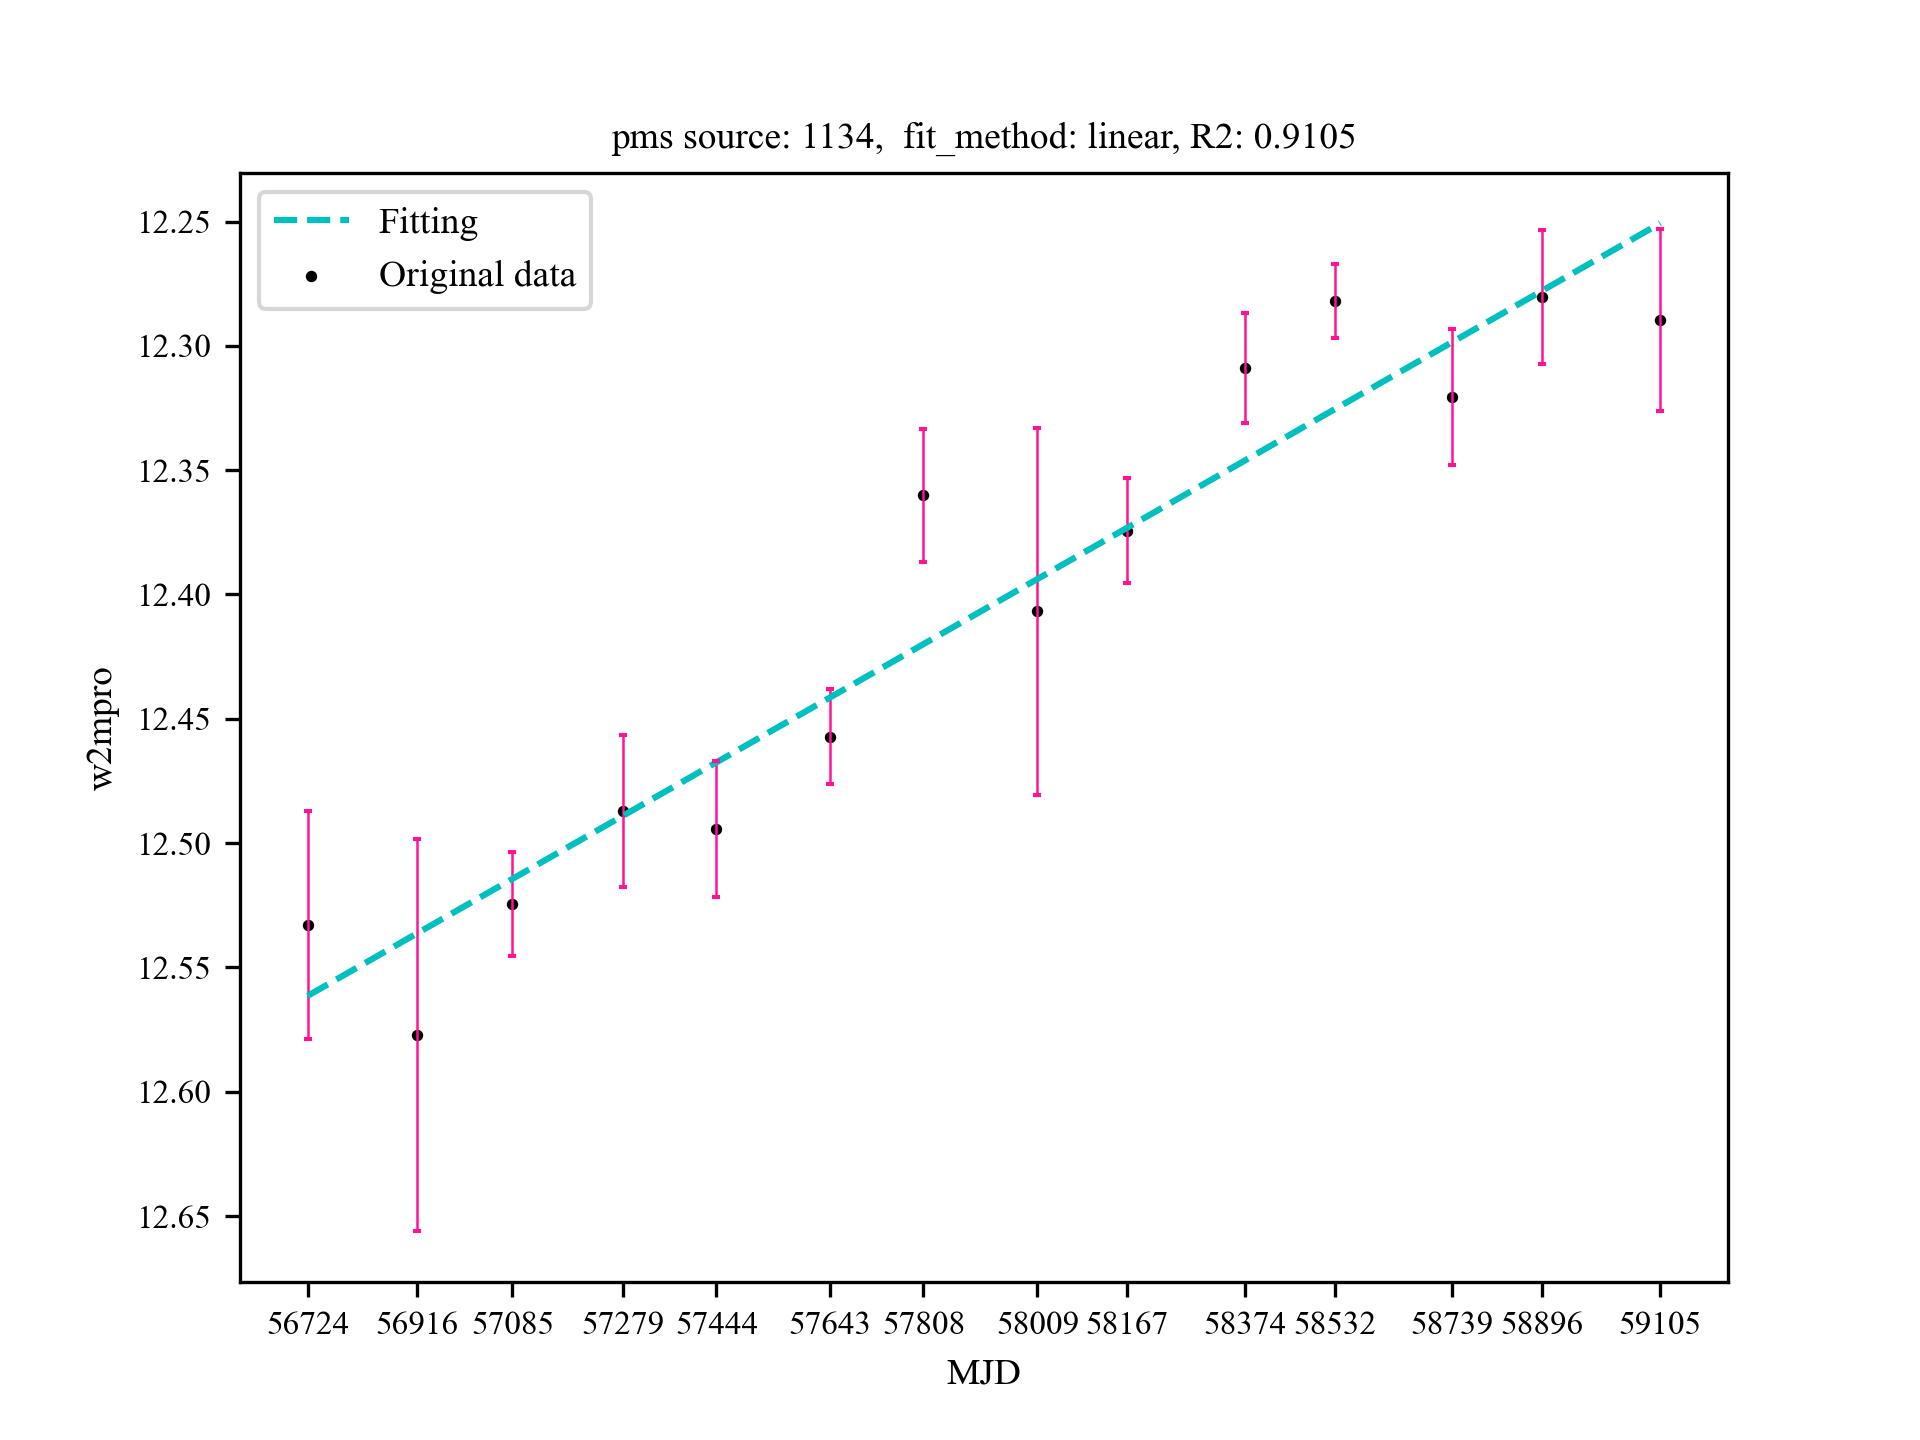 pms source: 1134,  fit_method: linear, R2: 0.9105
Fitting
Original data
12.25
12.30
12.35
12.40
12.45
12.50
12.55
12.60
12.65
w2mpro
56724 56916 57085 57279 57444 57643 57808 58009 58167 58374 58532 58739 58896 59105
MJD